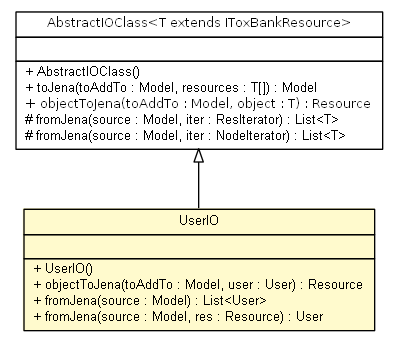 AbstractIOClass<T extends IToxBankResource>
+ AbstractIOClass()
+ toJena(toAddTo : Model, resources : T[]) : Model
+ objectToJena(toAddTo : Model, object : T) : Resource
# fromJena(source : Model, iter : ResIterator) : List<T>
# fromJena(source : Model, iter : NodeIterator) : List<T>
UserIO
+ UserIO()
+ objectToJena(toAddTo : Model, user : User) : Resource
+ fromJena(source : Model) : List<User>
+ fromJena(source : Model, res : Resource) : User